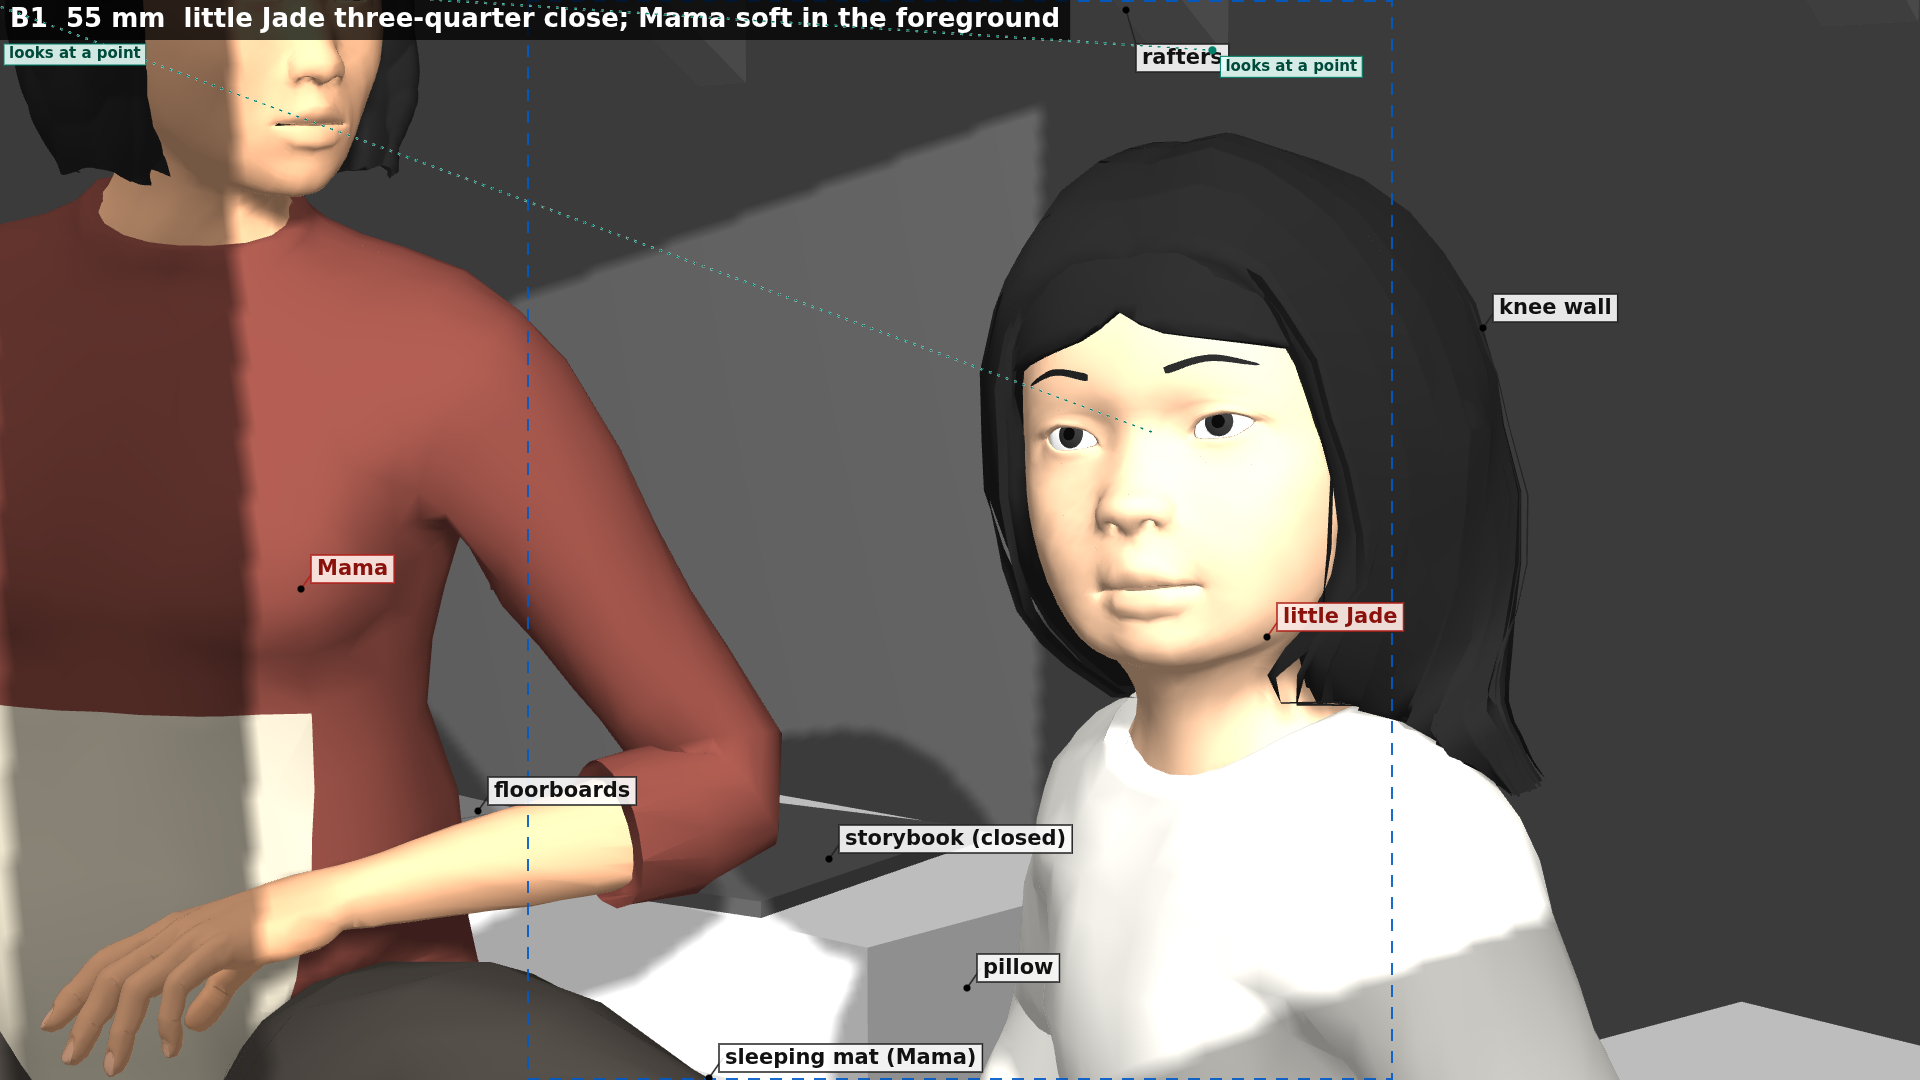 B1  55 mm  little Jade three-quarter close; Mama soft in the foreground
looks at a point
rafters
looks at a point
knee wall
Mama
little Jade
floorboards
storybook (closed)
pillow
sleeping mat (Mama)